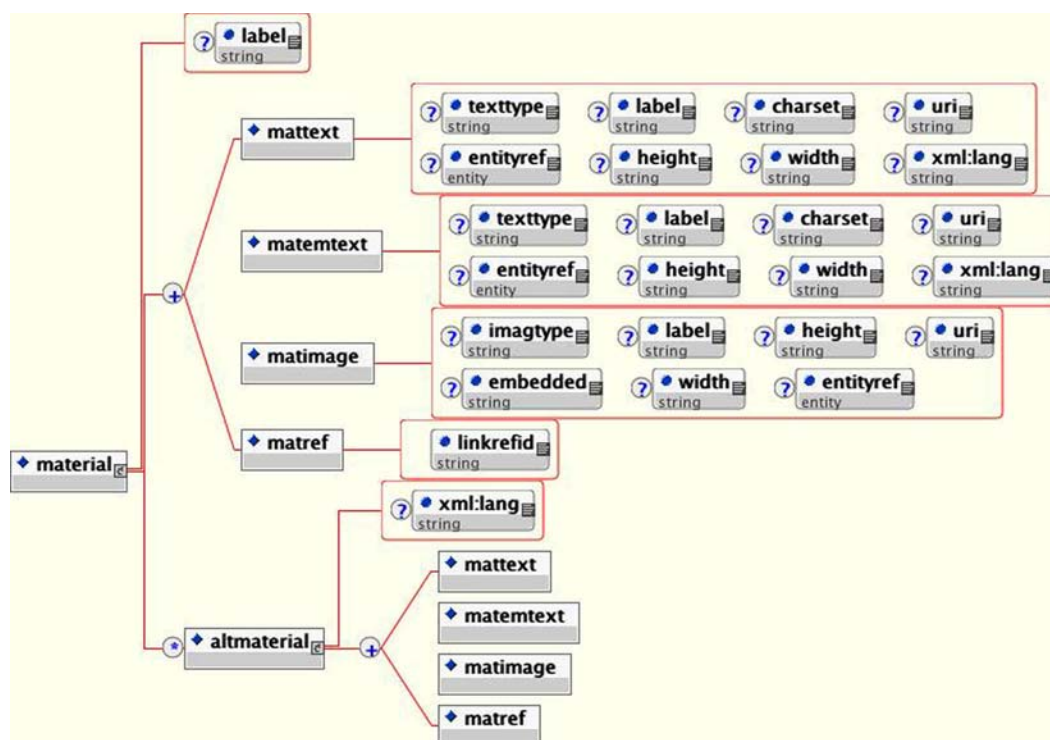 label
string
mattext
? texttype ? label ? charset ? uri
string string string string
? entityref ? height ? width ? xml:lang
entity string string string
matemtext
? texttype ? label ? charset ? uri
string string string string
? entityref ? height ? width ? xml:lang
entity string string string
+
matimage
? imagtype ? label ? height ? uri
string string string string
? embedded ? width ? entityref
string string entity
matref
linkrefid
string
material
? xml:lang
string
mattext
matemtext
* altmaterial +
matimage
matref